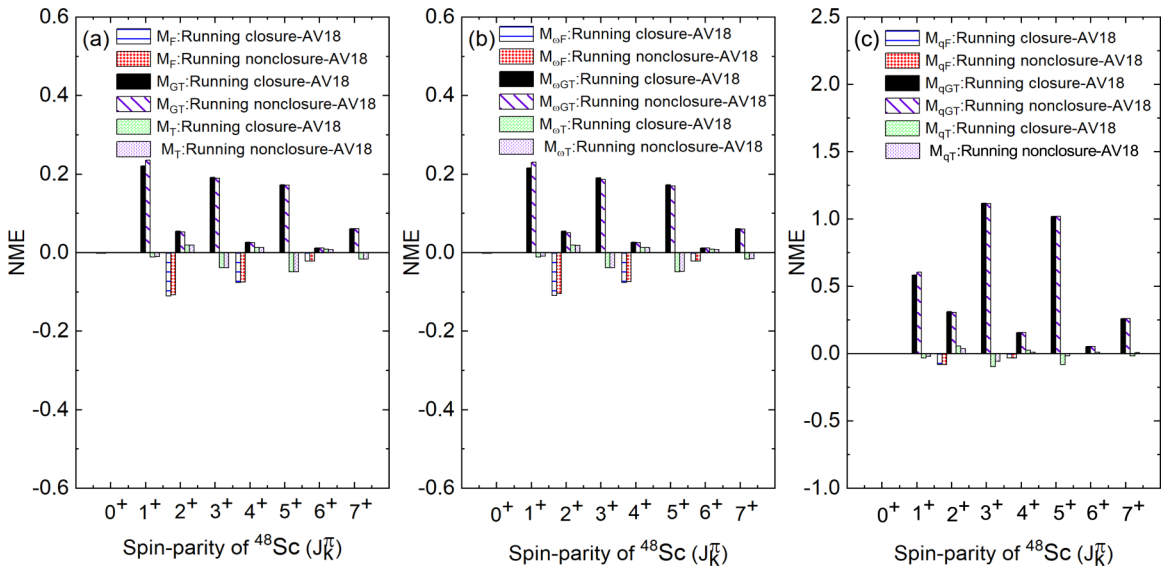 (a)
M_F:Running closure-AV18
M_F:Running nonclosure-AV18
M_GT:Running closure-AV18
M_GT:Running nonclosure-AV18
M_T:Running closure-AV18
M_T:Running nonclosure-AV18
NME
0.6
0.4
0.2
0.0
-0.2
-0.4
-0.6
0⁺ 1⁺ 2⁺ 3⁺ 4⁺ 5⁺ 6⁺ 7⁺
Spin-parity of ⁴⁸Sc (J_k^π)
(b)
M_ωF:Running closure-AV18
M_ωF:Running nonclosure-AV18
M_ωGT:Running closure-AV18
M_ωGT:Running nonclosure-AV18
M_ωT:Running closure-AV18
M_ωT:Running nonclosure-AV18
NME
0.6
0.4
0.2
0.0
-0.2
-0.4
-0.6
0⁺ 1⁺ 2⁺ 3⁺ 4⁺ 5⁺ 6⁺ 7⁺
Spin-parity of ⁴⁸Sc (J_k^π)
(c)
M_qF:Running closure-AV18
M_qF:Running nonclosure-AV18
M_qGT:Running closure-AV18
M_qGT:Running nonclosure-AV18
M_qT:Running closure-AV18
M_qT:Running nonclosure-AV18
NME
2.5
2.0
1.5
1.0
0.5
0.0
-0.5
-1.0
0⁺ 1⁺ 2⁺ 3⁺ 4⁺ 5⁺ 6⁺ 7⁺
Spin-parity of ⁴⁸Sc (J_k^π)